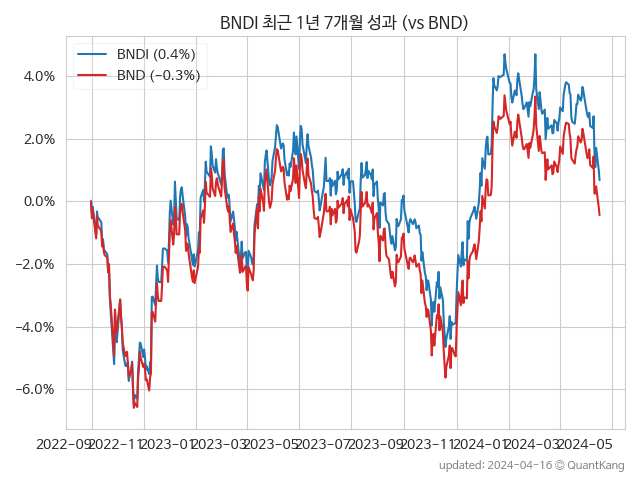 BNDI 최근 1년 7개월 성과 (vs BND)
BNDI (0.4%)
BND (−0.3%)
4.0%
2.0%
0.0%
−2.0%
−4.0%
−6.0%
2022-09 2022-11 2023-01 2023-03 2023-05 2023-07 2023-09 2023-11 2024-01 2024-03 2024-05
updated: 2024-04-16 © QuantKang